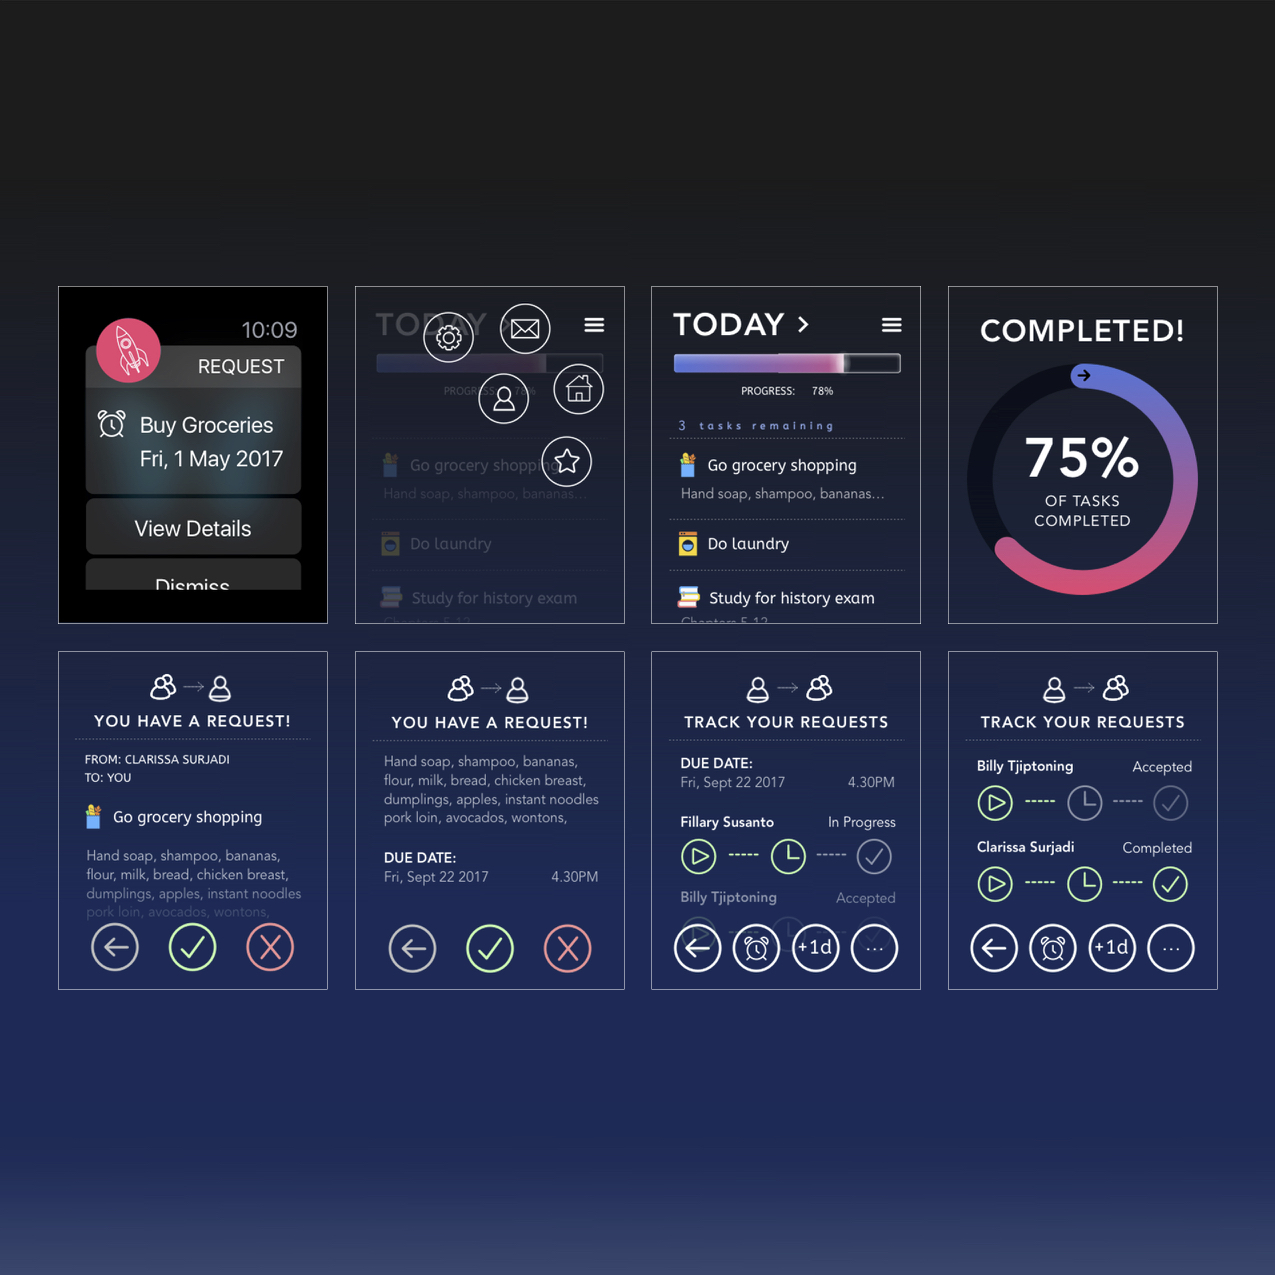 10:09
REQUEST
Buy Groceries
Fri, 1 May 2017
View Details
Dismiss
TODAY
PROGRESS: 78%
Go grocery shopping
Hand soap, shampoo, bananas...
Do laundry
Study for history exam
Chapters 5-12
TODAY >
PROGRESS: 78%
3 tasks remaining
Go grocery shopping
Hand soap, shampoo, bananas...
Do laundry
Study for history exam
Chapters 5-12
COMPLETED!
75%
OF TASKS
COMPLETED
YOU HAVE A REQUEST!
FROM: CLARISSA SURJADI
TO: YOU
Go grocery shopping
Hand soap, shampoo, bananas,
flour, milk, bread, chicken breast,
dumplings, apples, instant noodles
pork loin, avocados, wontons,
YOU HAVE A REQUEST!
Hand soap, shampoo, bananas,
flour, milk, bread, chicken breast,
dumplings, apples, instant noodles
pork loin, avocados, wontons,
DUE DATE:
Fri, Sept 22 2017 4.30PM
TRACK YOUR REQUESTS
DUE DATE:
Fri, Sept 22 2017 4.30PM
Fillary Susanto In Progress
Billy Tjiptoning Accepted
+1d ...
TRACK YOUR REQUESTS
Billy Tjiptoning Accepted
Clarissa Surjadi Completed
+1d ...